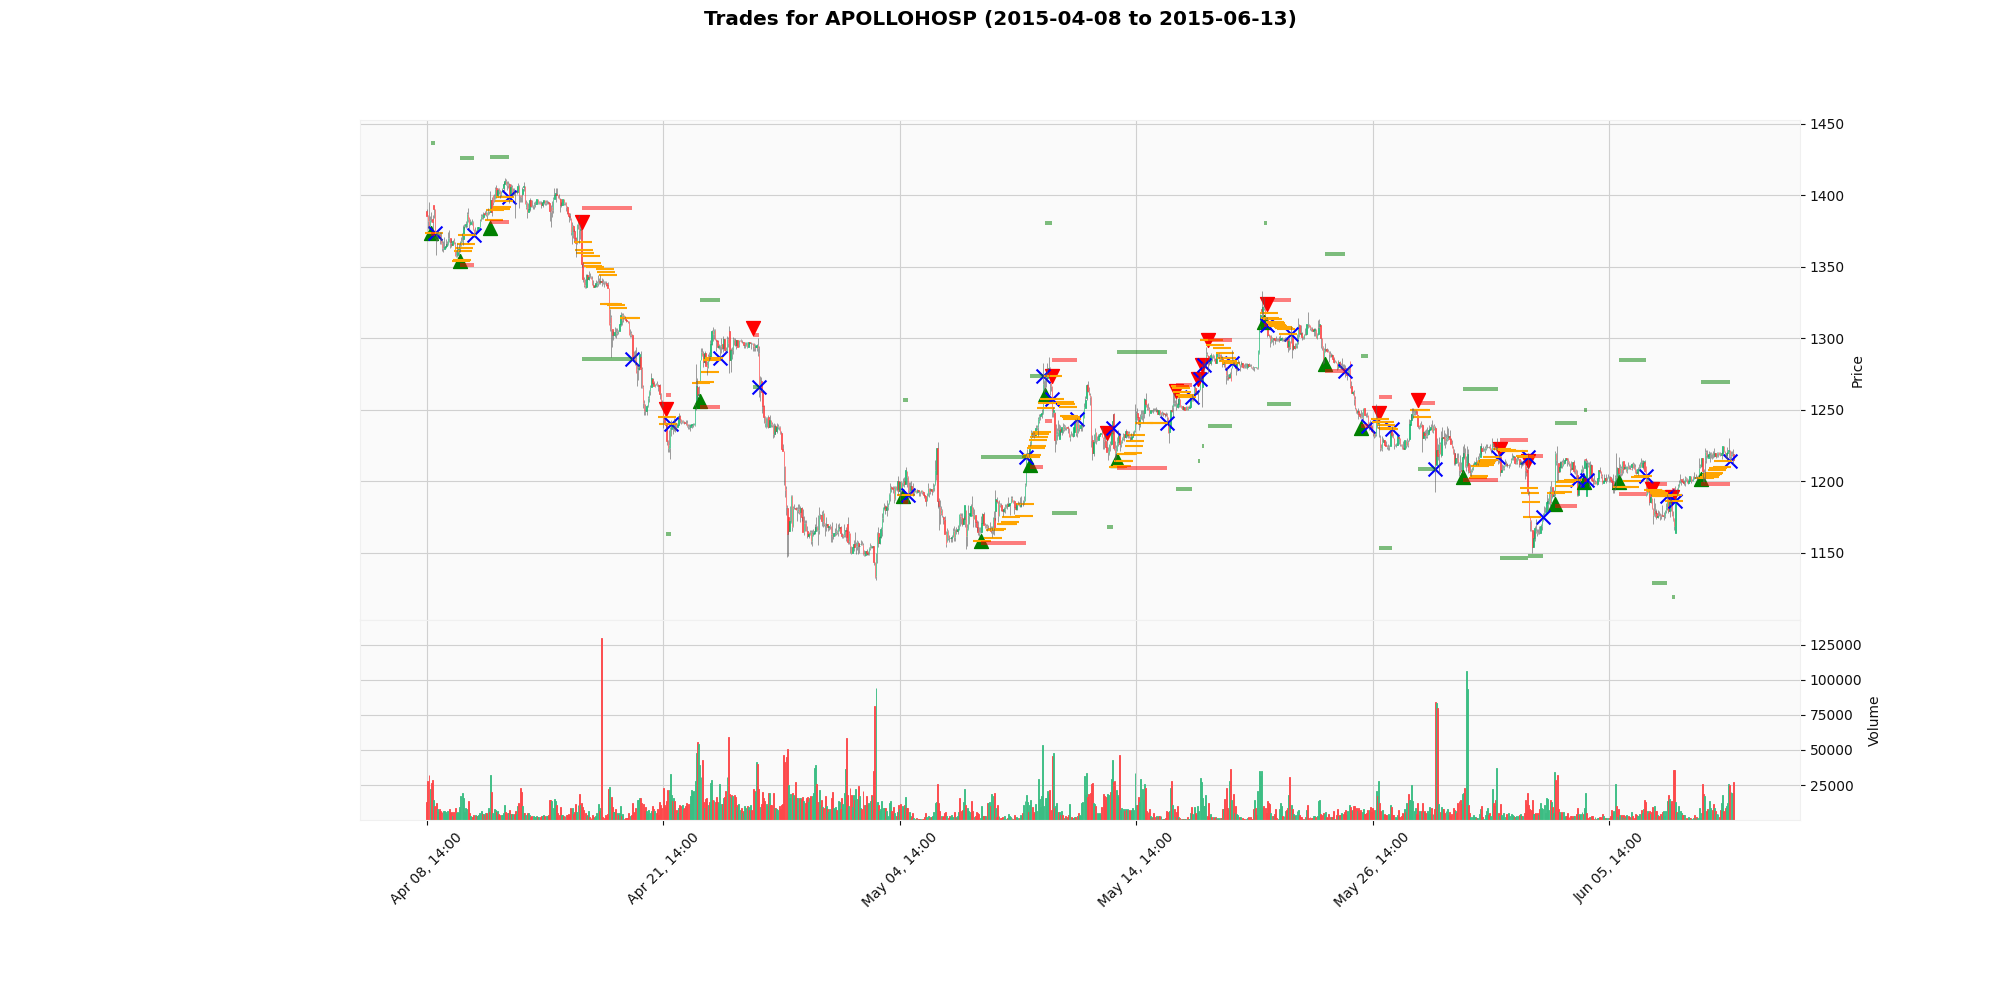 Trades for APOLLOHOSP (2015-04-08 to 2015-06-13)
1450
1400
1350
1300
1250
1200
1150
Price
125000
100000
75000
50000
25000
Volume
Apr 08, 14:00
Apr 21, 14:00
May 04, 14:00
May 14, 14:00
May 26, 14:00
Jun 05, 14:00